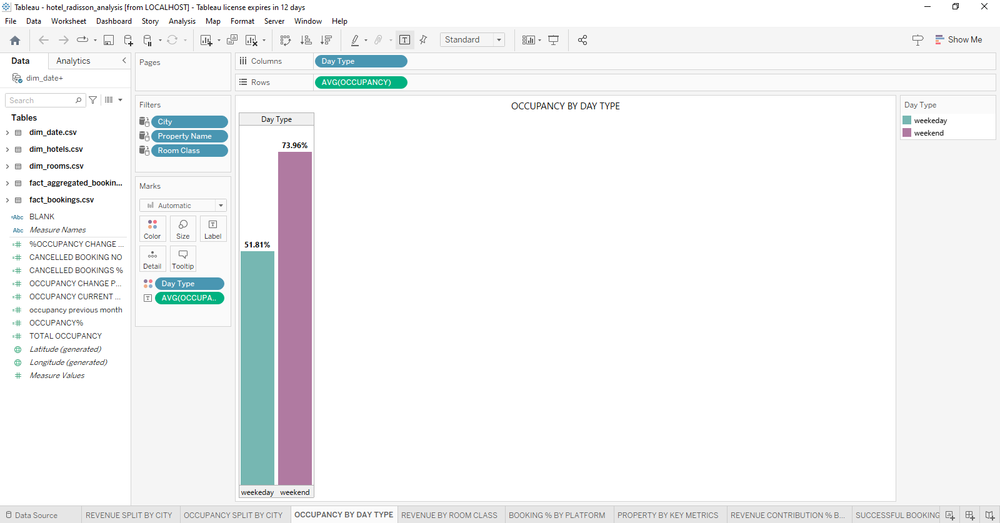 Tableau - hotel_radisson_analysis [from LOCALHOST] - Tableau license expires in 12 days
File Data Worksheet Dashboard Story Analysis Map Format Server Window Help
Standard
Show Me
Data Analytics
dim_date+
Search
Tables
dim_date.csv
dim_hotels.csv
dim_rooms.csv
fact_aggregated_bookin...
fact_bookings.csv
=Abc BLANK
Abc Measure Names
%OCCUPANCY CHANGE ...
CANCELLED BOOKING NO
CANCELLED BOOKINGS %
OCCUPANCY CHANGE P...
OCCUPANCY CURRENT ...
occupancy previous month
OCCUPANCY%
TOTAL OCCUPANCY
Latitude (generated)
Longitude (generated)
Measure Values
Pages
Filters
City
Property Name
Room Class
Marks
Automatic
Color Size Label
Detail Tooltip
Day Type
AVG(OCCUPA..
Columns Day Type
Rows AVG(OCCUPANCY)
OCCUPANCY BY DAY TYPE
Day Type
73.96%
51.81%
weekeday weekend
Day Type
weekeday
weekend
Data Source REVENUE SPLIT BY CITY OCCUPANCY SPLIT BY CITY OCCUPANCY BY DAY TYPE REVENUE BY ROOM CLASS BOOKING % BY PLATFORM PROPERTY BY KEY METRICS REVENUE CONTRIBUTION % B... SUCCESSFUL BOOKING